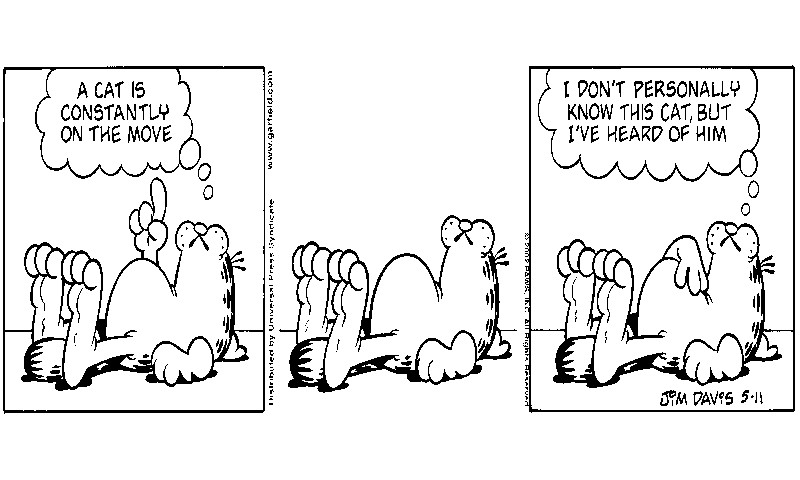 A CAT IS
CONSTANTLY
ON THE MOVE
www.garfield.com
Distributed by Universal Press Syndicate
I DON'T PERSONALLY
KNOW THIS CAT, BUT
I'VE HEARD OF HIM
All Rights Reserved
JIM DAVIS 5-11